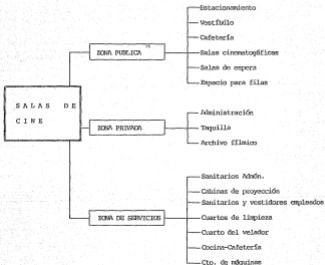 SALAS DE
CINE
ZONA PUBLICA
Estacionamiento
Vestíbulo
Cafetería
Salas cinematográficas
Salas de espera
Espacio para filas
ZONA PRIVADA
Administración
Taquilla
Archivo fílmico
ZONA DE SERVICIOS
Sanitarios Admón.
Cabinas de proyección
Sanitarios y vestidores empleados
Cuartos de limpieza
Cuarto del velador
Cocina-Cafetería
Cto. de máquinas